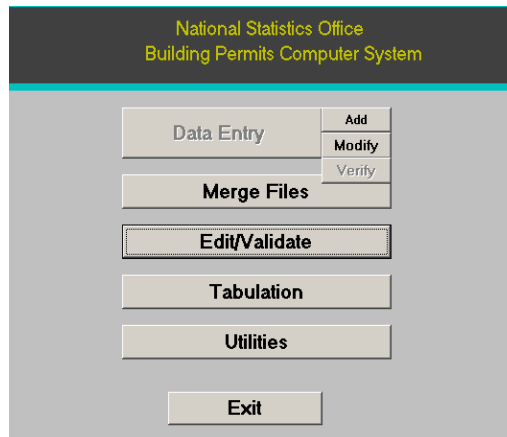 National Statistics Office
Building Permits Computer System
Data Entry
Add
Modify
Verify
Merge Files
Edit/Validate
Tabulation
Utilities
Exit